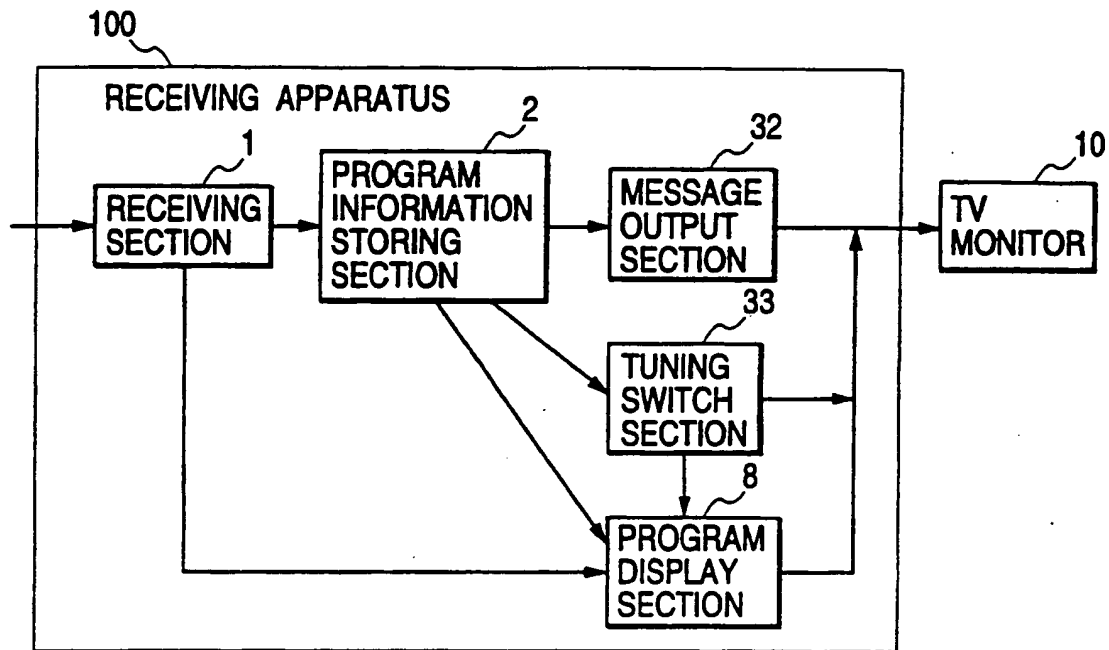 100
RECEIVING APPARATUS
1
RECEIVING
SECTION
2
PROGRAM
INFORMATION
STORING
SECTION
32
MESSAGE
OUTPUT
SECTION
10
TV
MONITOR
33
TUNING
SWITCH
SECTION
8
PROGRAM
DISPLAY
SECTION